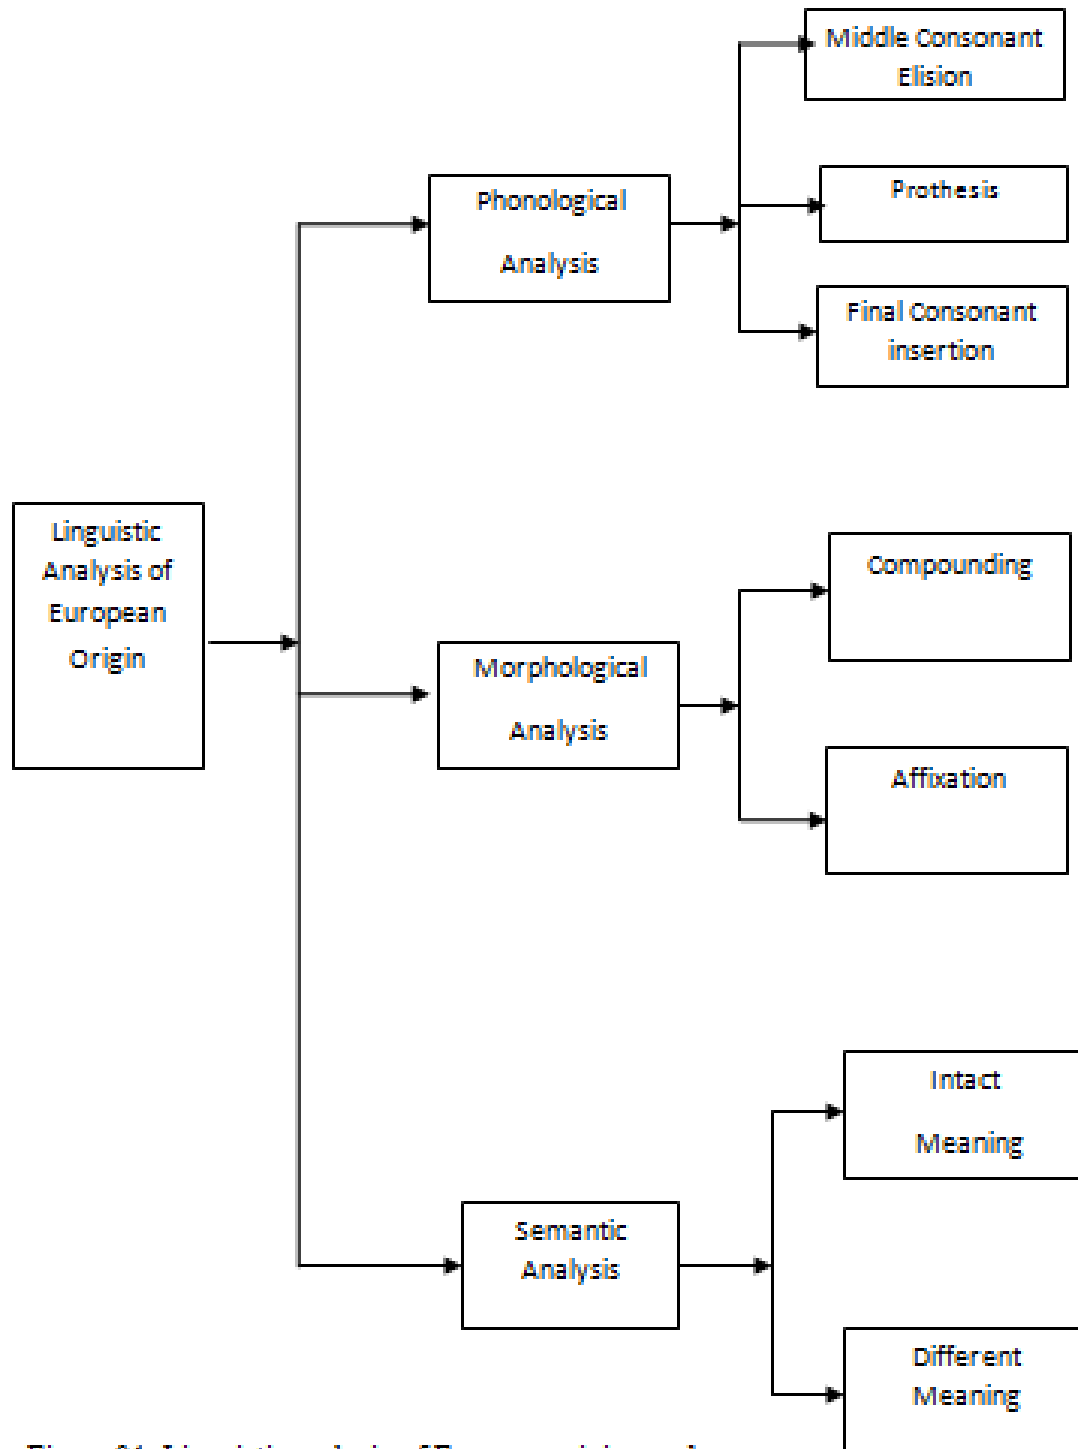 Middle Consonant
Elision
Prothesis
Phonological
Analysis
Final Consonant
insertion
Linguistic
Analysis of
European
Origin
Compounding
Morphological
Analysis
Affixation
Intact
Meaning
Semantic
Analysis
Different
Meaning